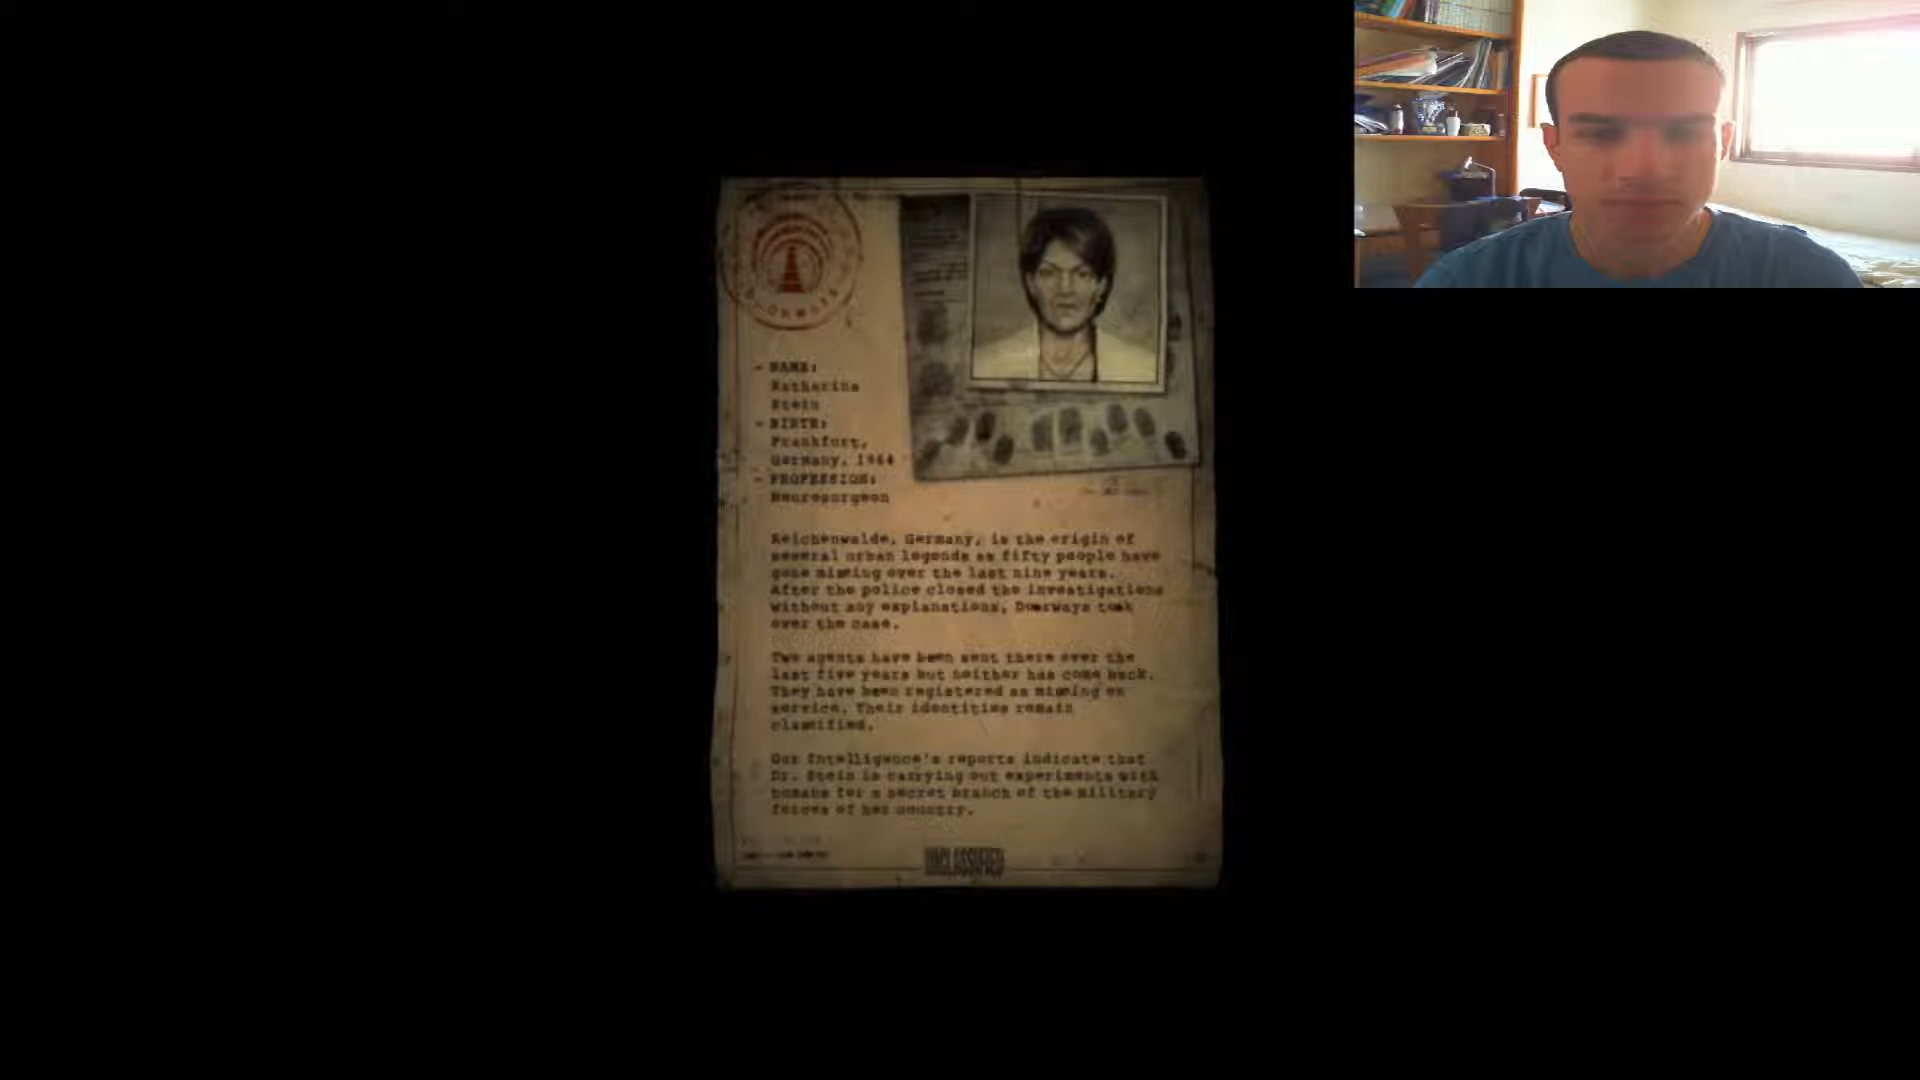 - NAME:
Katharina
Stein
- BIRTH:
Frankfurt,
Germany, 1964
- PROFESSION:
Neurosurgeon
Reichenwalde, Germany, is the origin of
several urban legends as fifty people have
gone missing over the last nine years.
After the police closed the investigations
without any explanations, Doorways took
over the case.
Two agents have been sent there over the
last five years but neither has come back.
They have been registered as missing on
service. Their identities remain
classified.
Our Intelligence's reports indicate that
Dr. Stein is carrying out experiments with
humans for a secret branch of the military
forces of her country.
UNCLASSIFIED